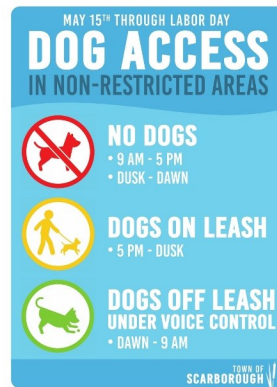 MAY 15TH THROUGH LABOR DAY
DOG ACCESS
IN NON-RESTRICTED AREAS
NO DOGS
• 9 AM - 5 PM
• DUSK - DAWN
DOGS ON LEASH
• 5 PM - DUSK
DOGS OFF LEASH
UNDER VOICE CONTROL
• DAWN - 9 AM
TOWN OF
SCARBOROUGH